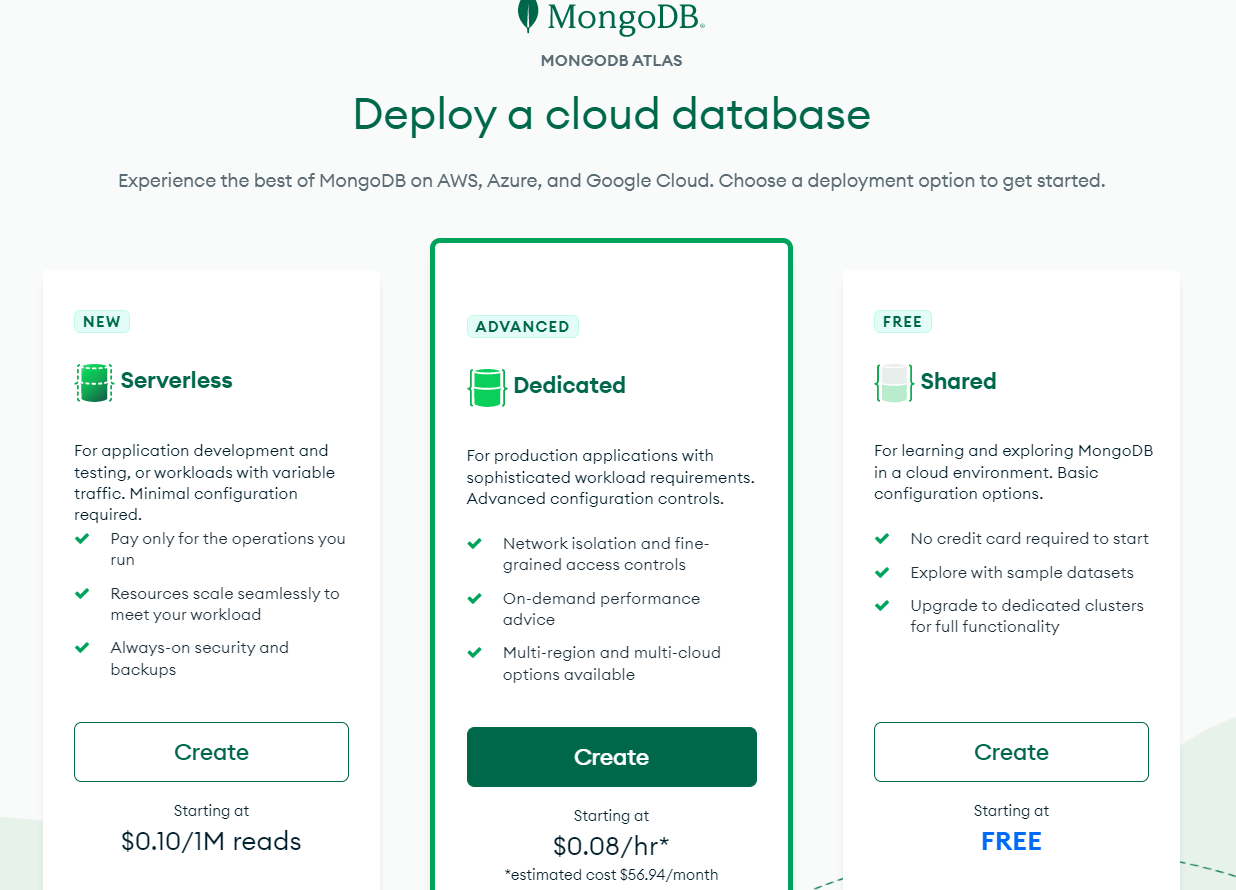 MongoDB®
MONGODB ATLAS
Deploy a cloud database
Experience the best of MongoDB on AWS, Azure, and Google Cloud. Choose a deployment option to get started.
NEW
Serverless
For application development and
testing, or workloads with variable
traffic. Minimal configuration
required.
Pay only for the operations you
run
Resources scale seamlessly to
meet your workload
Always-on security and
backups
Create
Starting at
$0.10/1M reads
ADVANCED
Dedicated
For production applications with
sophisticated workload requirements.
Advanced configuration controls.
Network isolation and fine-
grained access controls
On-demand performance
advice
Multi-region and multi-cloud
options available
Create
Starting at
$0.08/hr*
*estimated cost $56.94/month
FREE
Shared
For learning and exploring MongoDB
in a cloud environment. Basic
configuration options.
No credit card required to start
Explore with sample datasets
Upgrade to dedicated clusters
for full functionality
Create
Starting at
FREE